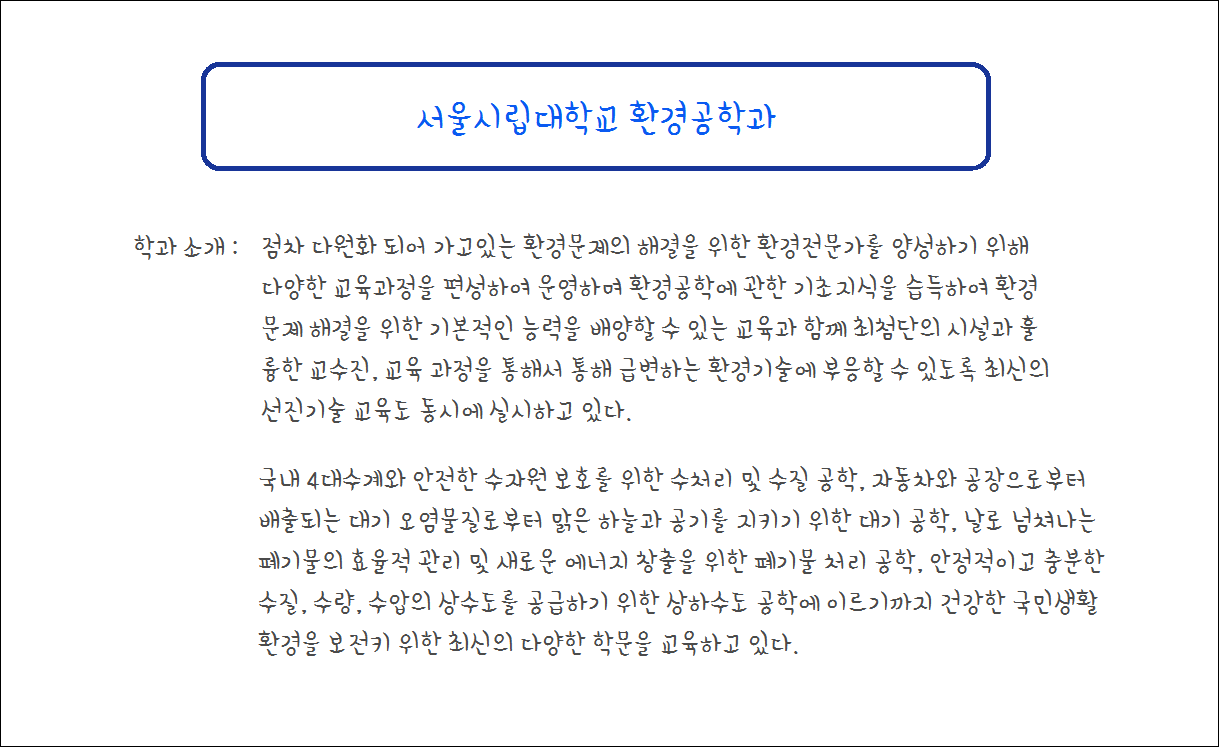 서울시립대학교 환경공학과
학과 소개 : 점차 다원화 되어 가고있는 환경문제의 해결을 위한 환경전문가를 양성하기 위해
다양한 교육과정을 편성하여 운영하며 환경공학에 관한 기초지식을 습득하여 환경
문제 해결을 위한 기본적인 능력을 배양할 수 있는 교육과 함께 최첨단의 시설과 훌
륭한 교수진, 교육 과정을 통해서 통해 급변하는 환경기술에 부응할 수 있도록 최신의
선진기술 교육도 동시에 실시하고 있다.
국내 4대수계와 안전한 수자원 보호를 위한 수처리 및 수질 공학, 자동차와 공장으로부터
배출되는 대기 오염물질로부터 맑은 하늘과 공기를 지키기 위한 대기 공학, 날로 넘쳐나는
폐기물의 효율적 관리 및 새로운 에너지 창출을 위한 폐기물 처리 공학, 안정적이고 충분한
수질, 수량, 수압의 상수도를 공급하기 위한 상하수도 공학에 이르기까지 건강한 국민생활
환경을 보전키 위한 최신의 다양한 학문을 교육하고 있다.